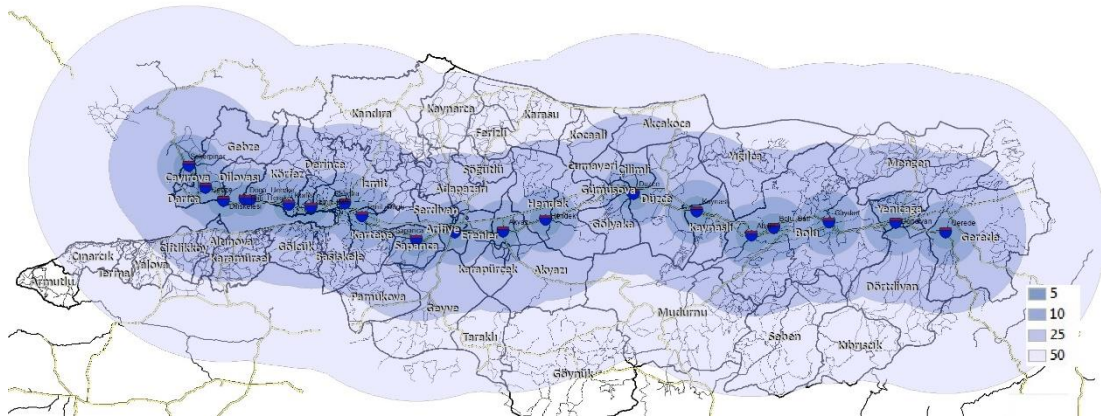 Kandıra
Kaynarca
Karasu
Ferizli
Kocaali
Akçakoca
Gebze
Derince
Körfez
İzmit
Söğütlü
Adapazarı
Cumayeri
Çilimli
Yığılca
Mengen
Çayırova
Dilovası
Darıca
Hendek
Gümüşova
Düzce
Yeniçağa
Serdivan
Arifiye
Erenler
Gölyaka
Kaynaşlı
Bolu
Gerede
Kartepe
Sapanca
Çiftlikköy
Altınova
Gölcük
Karamürsel
Başiskele
Çınarcık
Termal
Yalova
Armutlu
Karapürçek
Akyazı
Pamukova
Geyve
Dörtdivan
Mudurnu
Taraklı
Seben
Kıbrıscık
Göynük
5
10
25
50